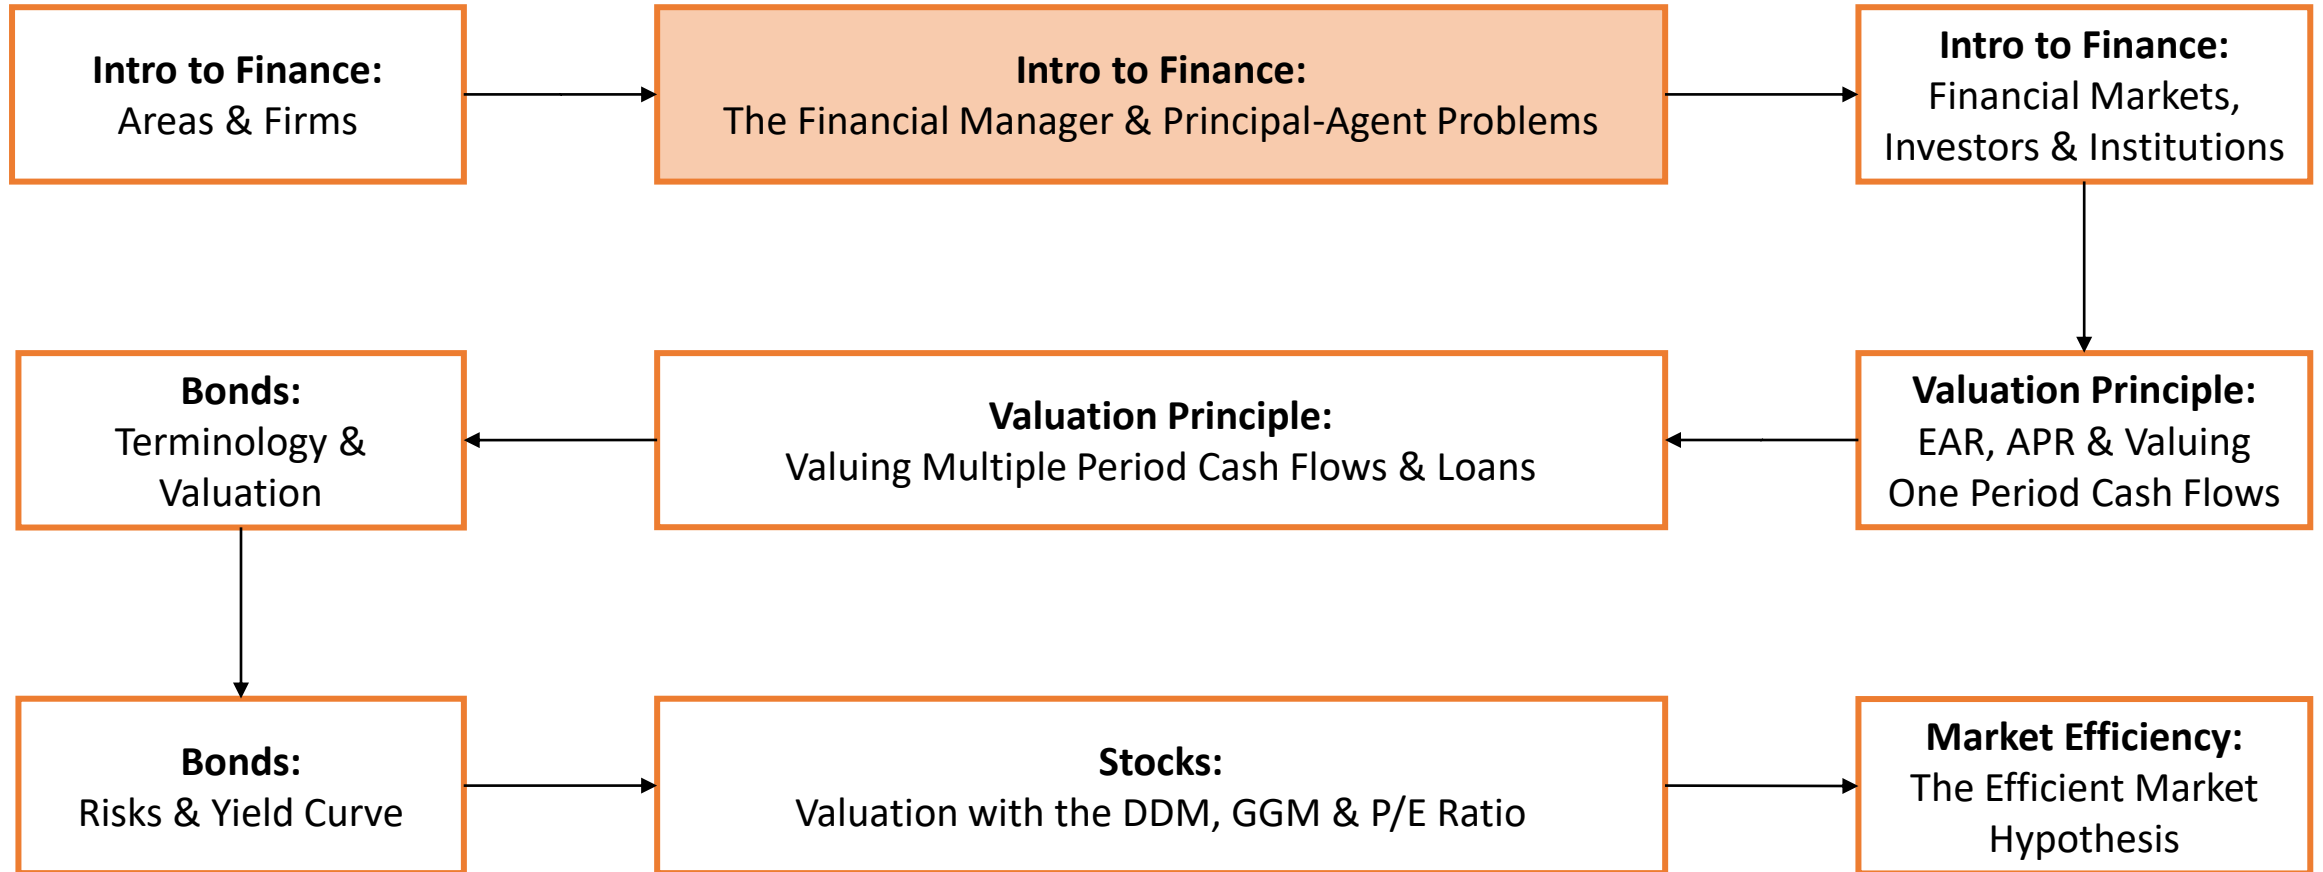 Intro to Finance:
Areas & Firms
Intro to Finance:
The Financial Manager & Principal-Agent Problems
Intro to Finance:
Financial Markets,
Investors & Institutions
Valuation Principle:
EAR, APR & Valuing
One Period Cash Flows
Valuation Principle:
Valuing Multiple Period Cash Flows & Loans
Bonds:
Terminology &
Valuation
Bonds:
Risks & Yield Curve
Stocks:
Valuation with the DDM, GGM & P/E Ratio
Market Efficiency:
The Efficient Market
Hypothesis